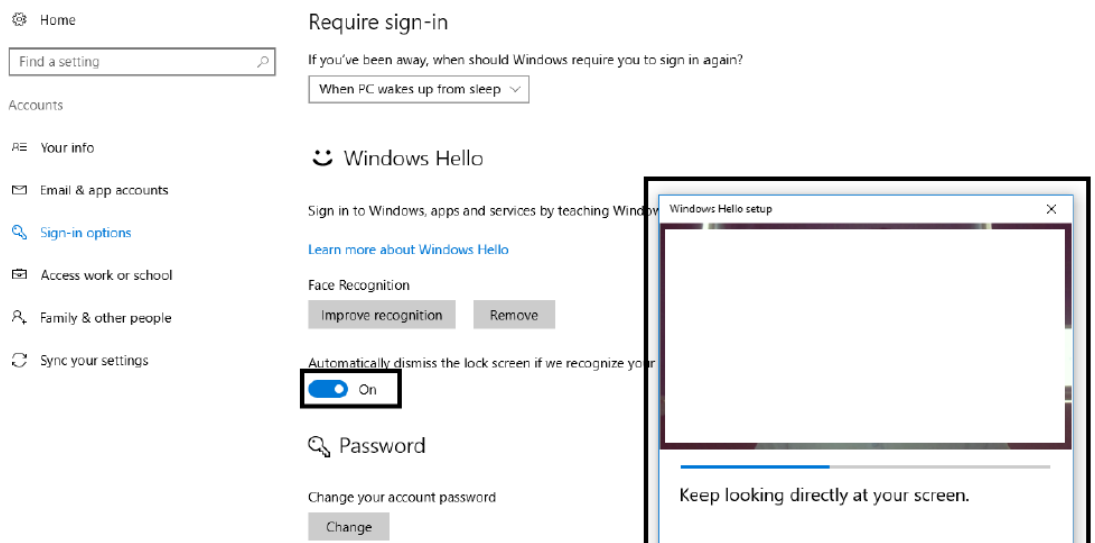 Home
Find a setting
Accounts
Your info
Email & app accounts
Sign-in options
Access work or school
Family & other people
Sync your settings
Require sign-in
If you've been away, when should Windows require you to sign in again?
When PC wakes up from sleep
Windows Hello
Sign in to Windows, apps and services by teaching Windov
Learn more about Windows Hello
Face Recognition
Improve recognition Remove
Automatically dismiss the lock screen if we recognize your
On
Password
Change your account password
Change
Windows Hello setup
Keep looking directly at your screen.